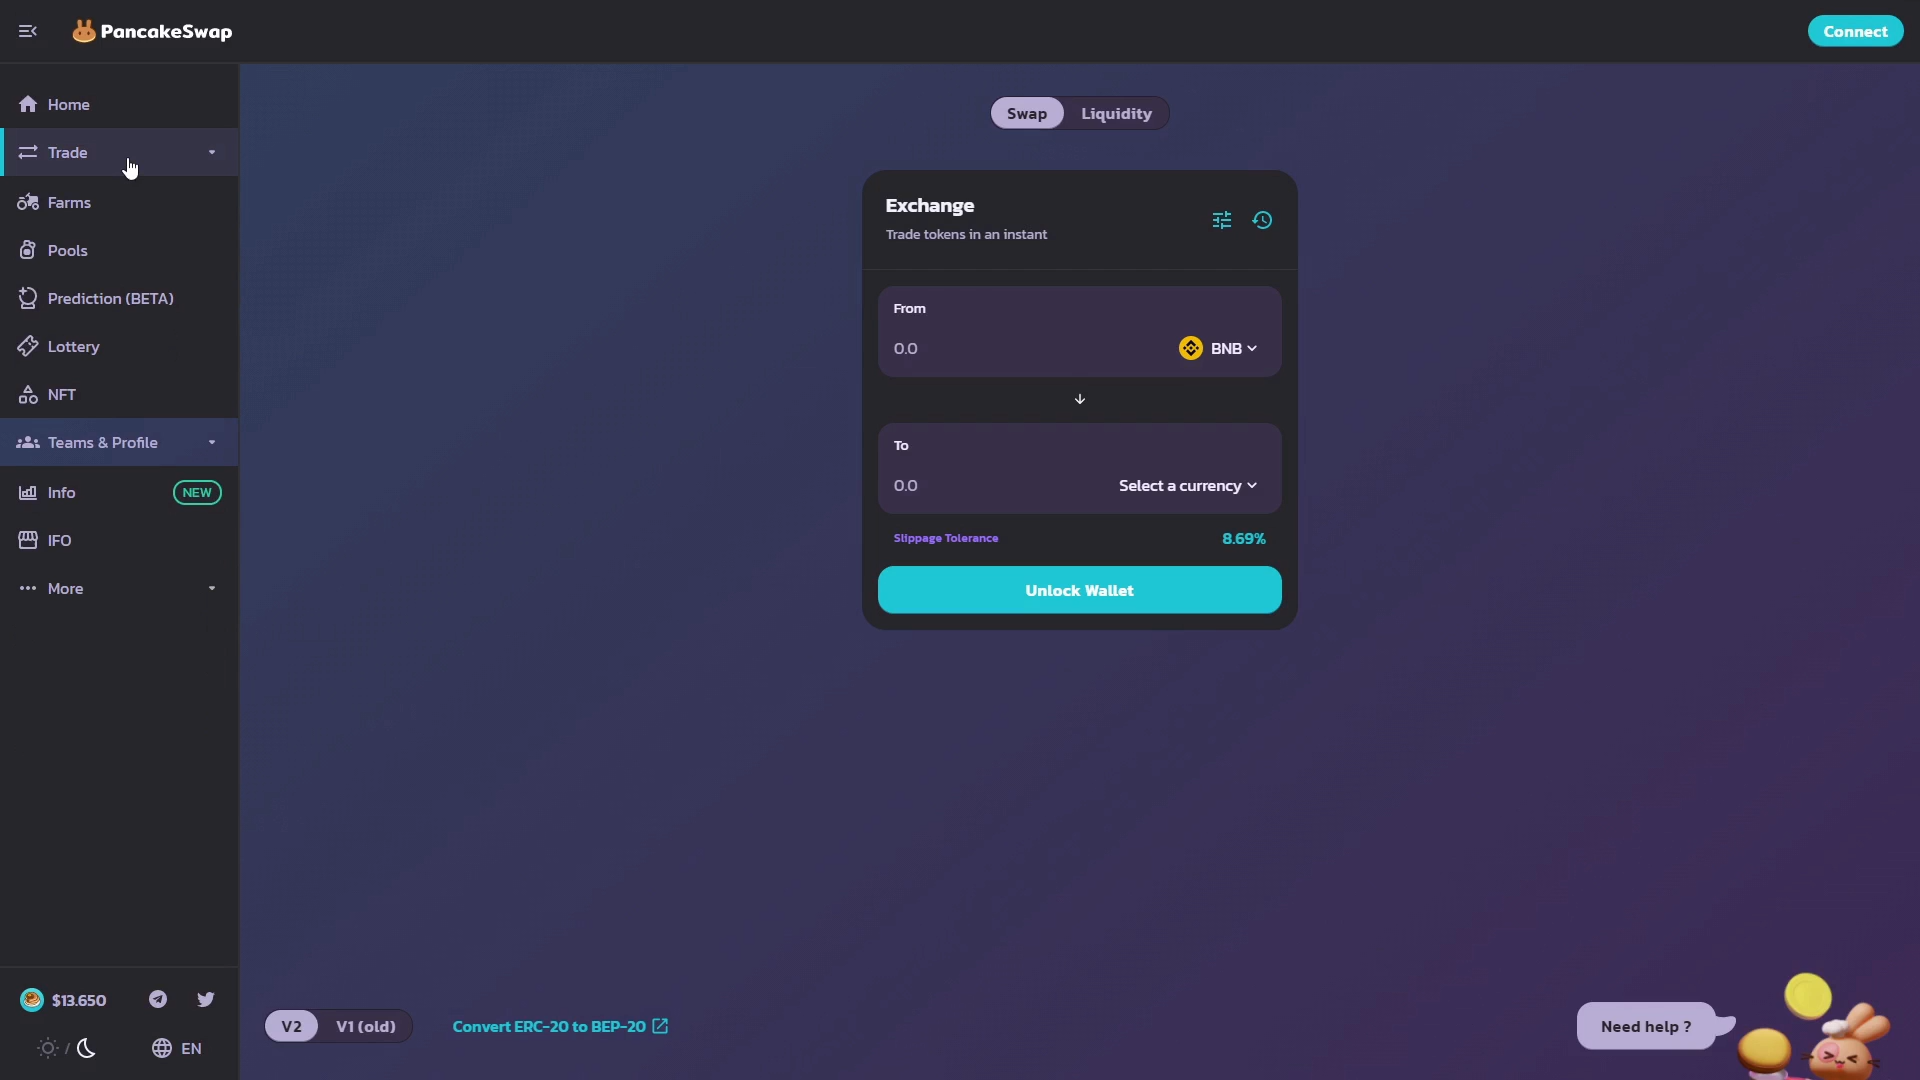 PancakeSwap
Connect
Home
Trade
Farms
Pools
Prediction (BETA)
Lottery
NFT
Teams & Profile
Info NEW
IFO
More
$13.650
/ EN
Swap Liquidity
Exchange
Trade tokens in an instant
From
0.0 BNB
To
0.0 Select a currency
Slippage Tolerance 8.69%
Unlock Wallet
V2 V1 (old) Convert ERC-20 to BEP-20
Need help ?